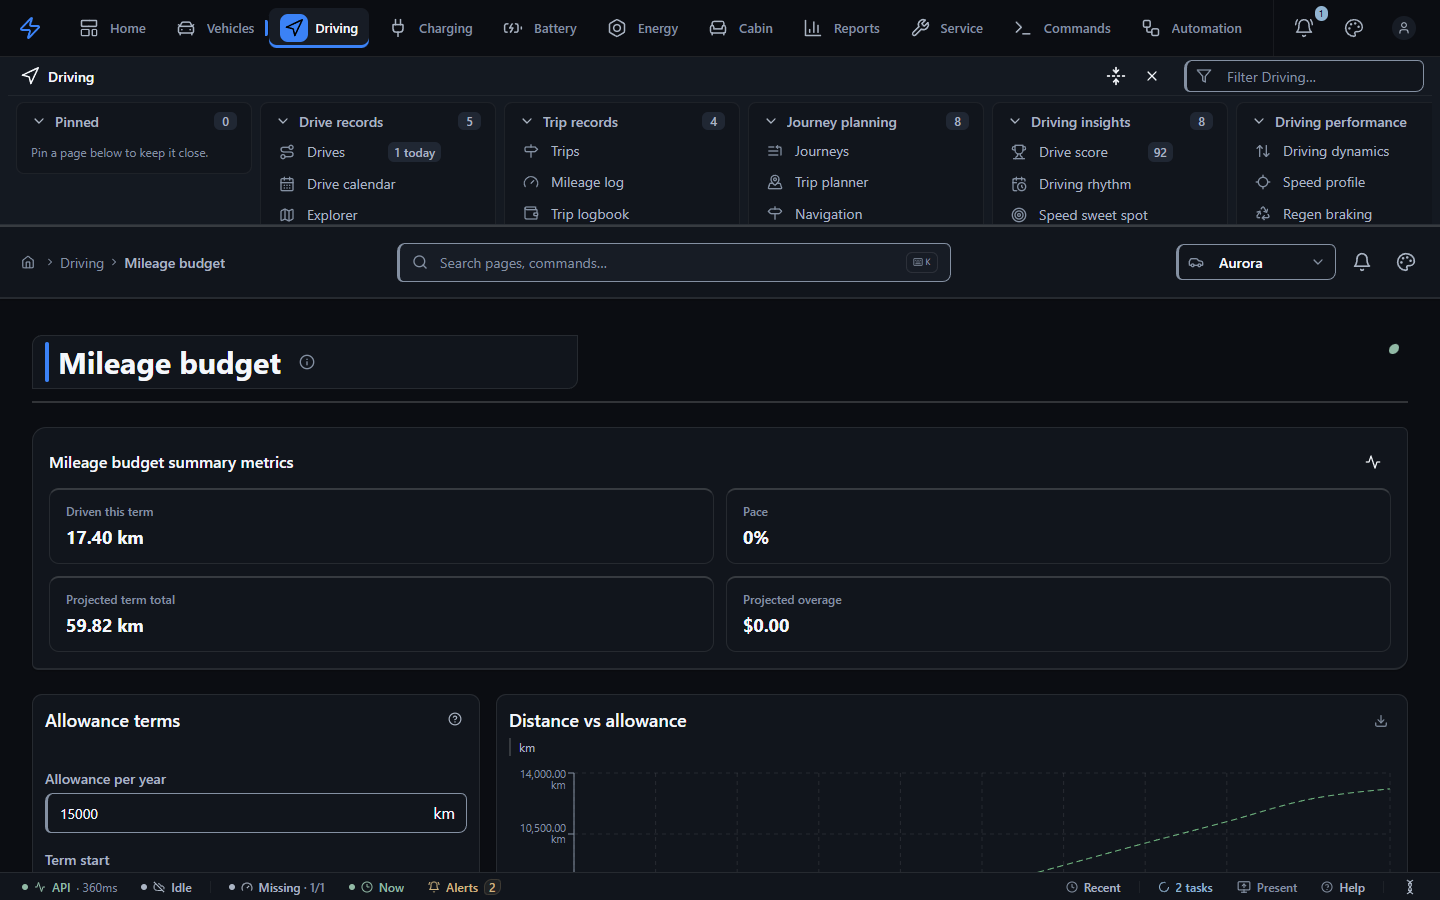 Home
Vehicles
Driving
Charging
Battery
Energy
Cabin
Reports
Service
Commands
Automation
1
Driving
Filter Driving...
Pinned 0
Pin a page below to keep it close.
Drive records 5
Drives 1 today
Drive calendar
Explorer
Trip records 4
Trips
Mileage log
Trip logbook
Journey planning 8
Journeys
Trip planner
Navigation
Driving insights 8
Drive score 92
Driving rhythm
Speed sweet spot
Driving performance
Driving dynamics
Speed profile
Regen braking
Driving
Mileage budget
Search pages, commands...
K
Aurora
Mileage budget
Mileage budget summary metrics
Driven this term
17.40 km
Pace
0%
Projected term total
59.82 km
Projected overage
$0.00
Allowance terms
Allowance per year
15000 km
Term start
Distance vs allowance
km
14,000.00
km
10,500.00
km
API · 360ms
Idle
Missing · 1/1
Now
Alerts 2
Recent
2 tasks
Present
Help